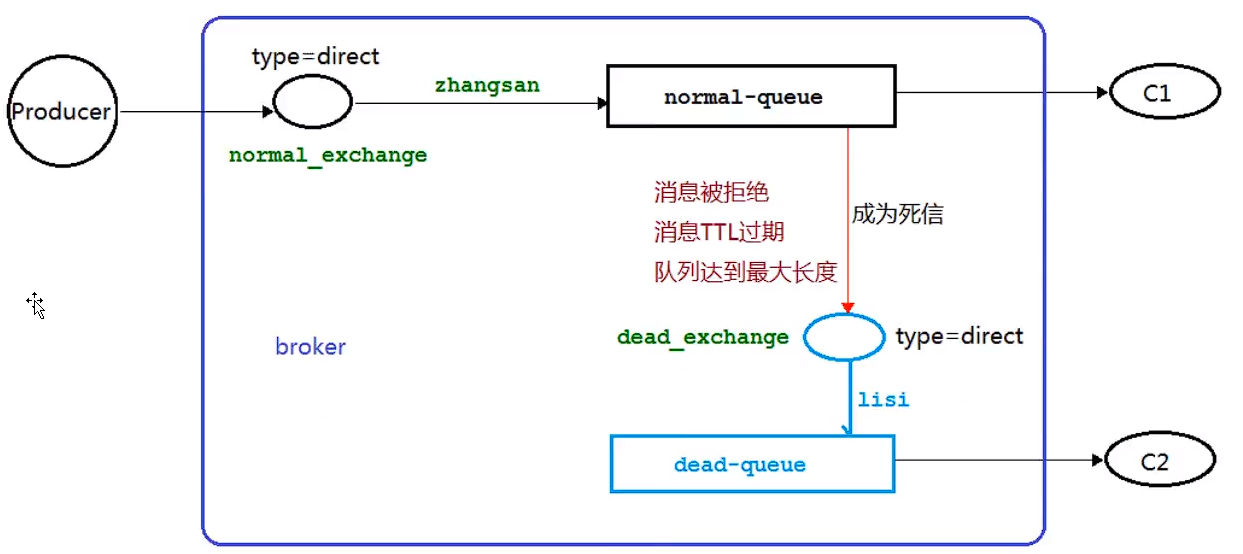 type=direct
Producer
zhangsan
normal-queue
C1
normal_exchange
消息被拒绝
消息TTL过期
队列达到最大长度
成为死信
dead_exchange
type=direct
broker
lisi
dead-queue
C2